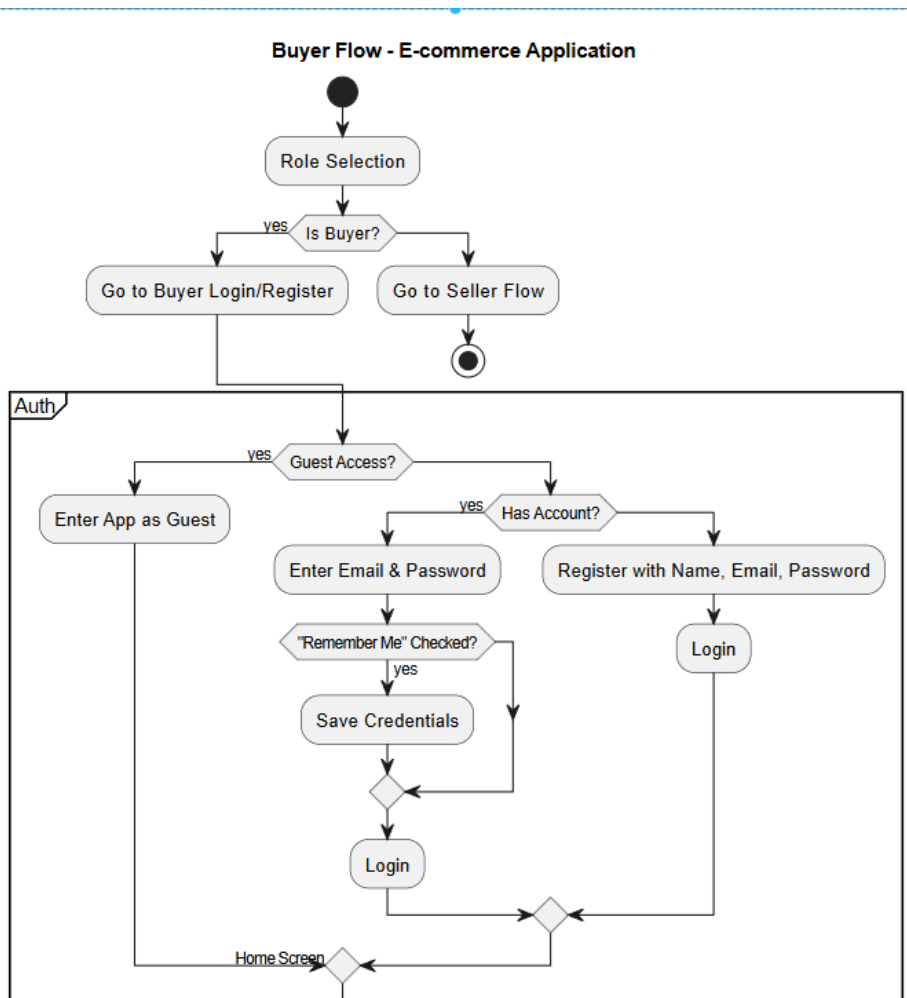 Buyer Flow - E-commerce Application
Role Selection
yes
Is Buyer?
Go to Buyer Login/Register
Go to Seller Flow
Auth
yes
Guest Access?
Enter App as Guest
yes
Has Account?
Enter Email & Password
Register with Name, Email, Password
"Remember Me" Checked?
Login
yes
Save Credentials
Login
Home Screen